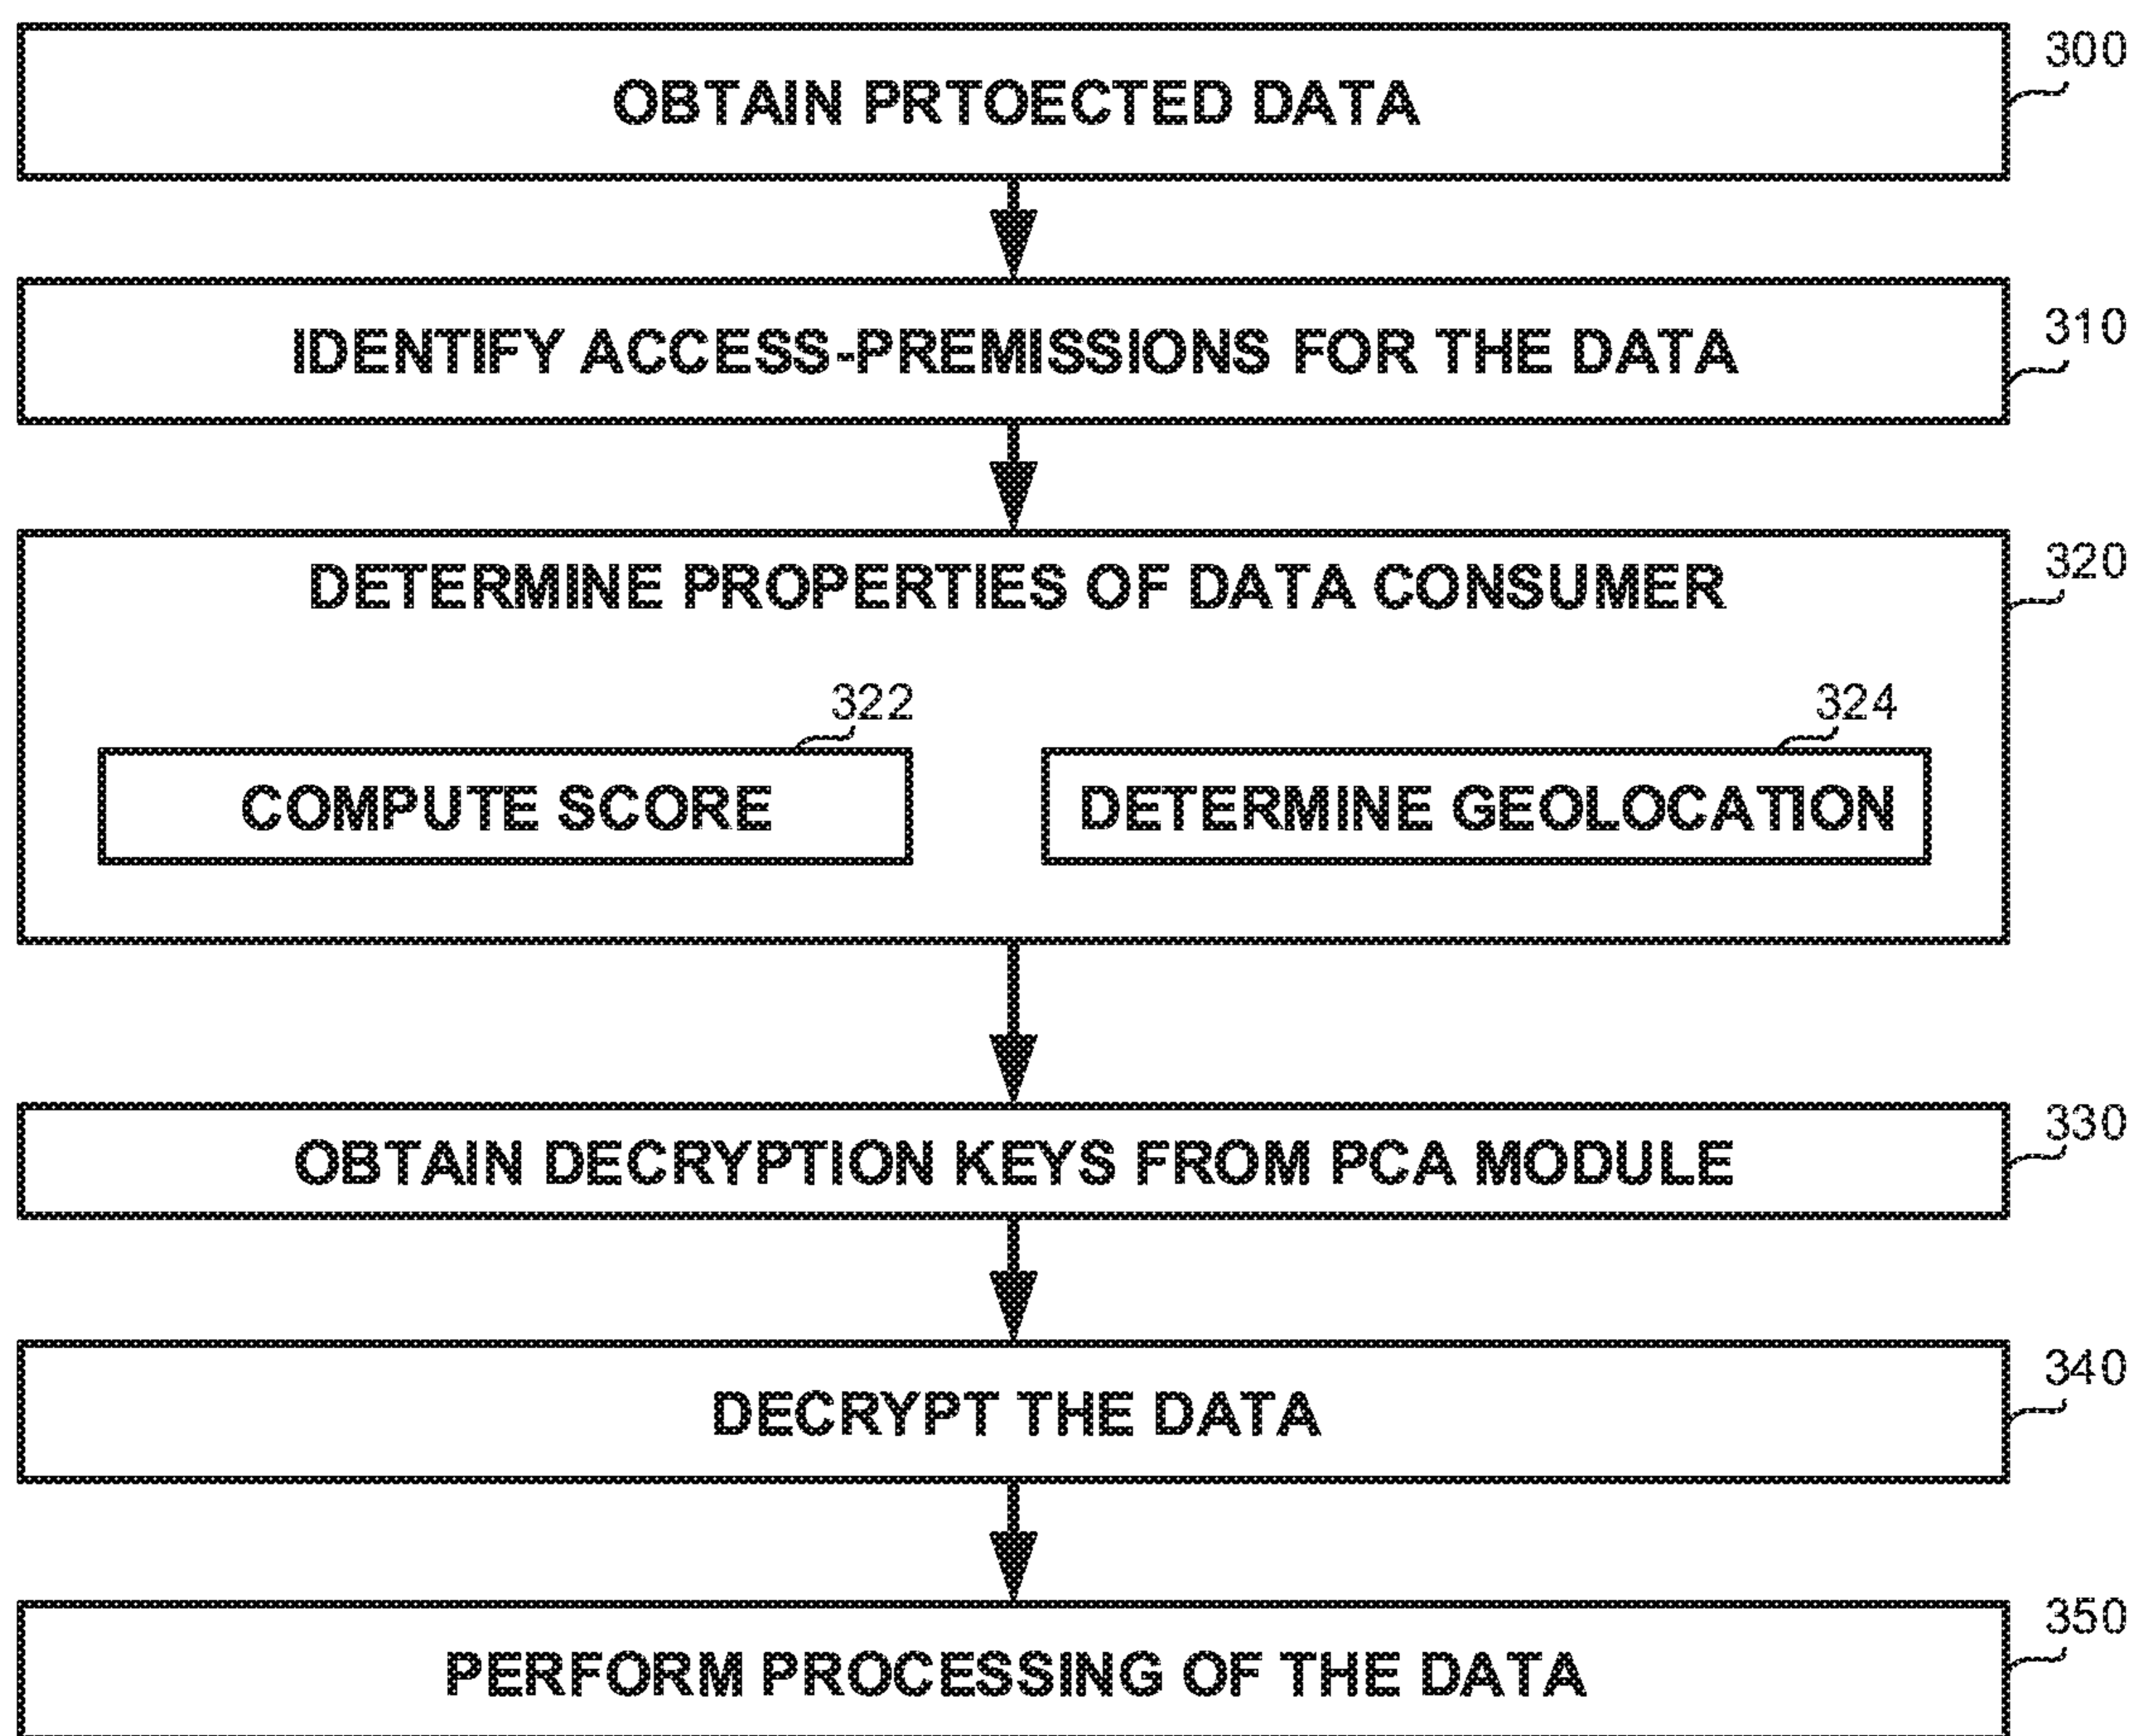 OBTAIN PRTOECTED DATA
300
IDENTIFY ACCESS-PREMISSIONS FOR THE DATA
310
DETERMINE PROPERTIES OF DATA CONSUMER
320
322
324
COMPUTE SCORE
DETERMINE GEOLOCATION
OBTAIN DECRYPTION KEYS FROM PCA MODULE
330
DECRYPT THE DATA
340
PERFORM PROCESSING OF THE DATA
350